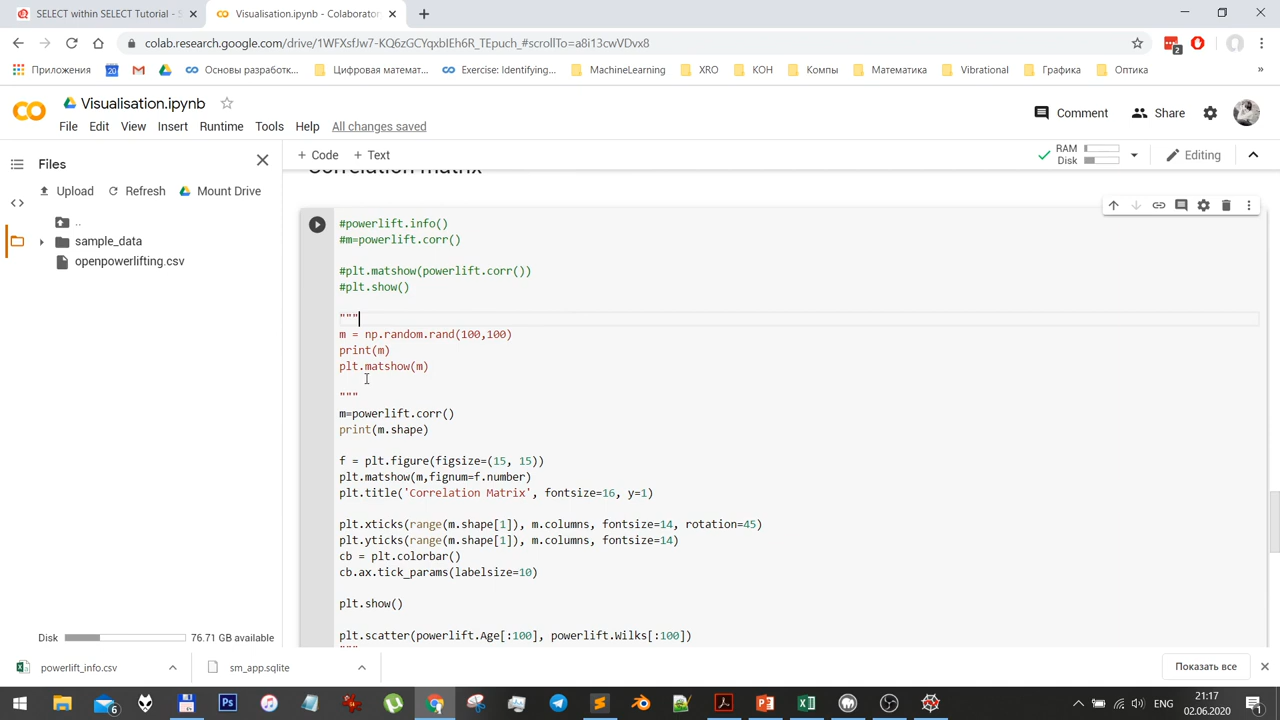 SELECT within SELECT Tutorial - S
Visualisation.ipynb - Colaborator
colab.research.google.com/drive/1WFXsfJw7-KQ6zGCYqxbIEh6R_TEpuch_#scrollTo=a8i13cwVDvx8
2
Приложения
20
Основы разработк...
Цифровая математ...
Exercise: Identifying...
MachineLearning
XRO
КОН
Компы
Математика
Vibrational
Графика
Оптика
»
Visualisation.ipynb
Comment
Share
File Edit View Insert Runtime Tools Help All changes saved
Files
+ Code + Text
RAM
Disk
Editing
Correlation matrix
Upload Refresh Mount Drive
..
sample_data
openpowerlifting.csv
#powerlift.info()
#m=powerlift.corr()
#plt.matshow(powerlift.corr())
#plt.show()
"""
m = np.random.rand(100,100)
print(m)
plt.matshow(m)
"""
m=powerlift.corr()
print(m.shape)
f = plt.figure(figsize=(15, 15))
plt.matshow(m,fignum=f.number)
plt.title('Correlation Matrix', fontsize=16, y=1)
plt.xticks(range(m.shape[1]), m.columns, fontsize=14, rotation=45)
plt.yticks(range(m.shape[1]), m.columns, fontsize=14)
cb = plt.colorbar()
cb.ax.tick_params(labelsize=10)
plt.show()
plt.scatter(powerlift.Age[:100], powerlift.Wilks[:100])
"""
Disk 76.71 GB available
powerlift_info.csv
sm_app.sqlite
Показать все
6
Ps
ENG
21:17
02.06.2020
1